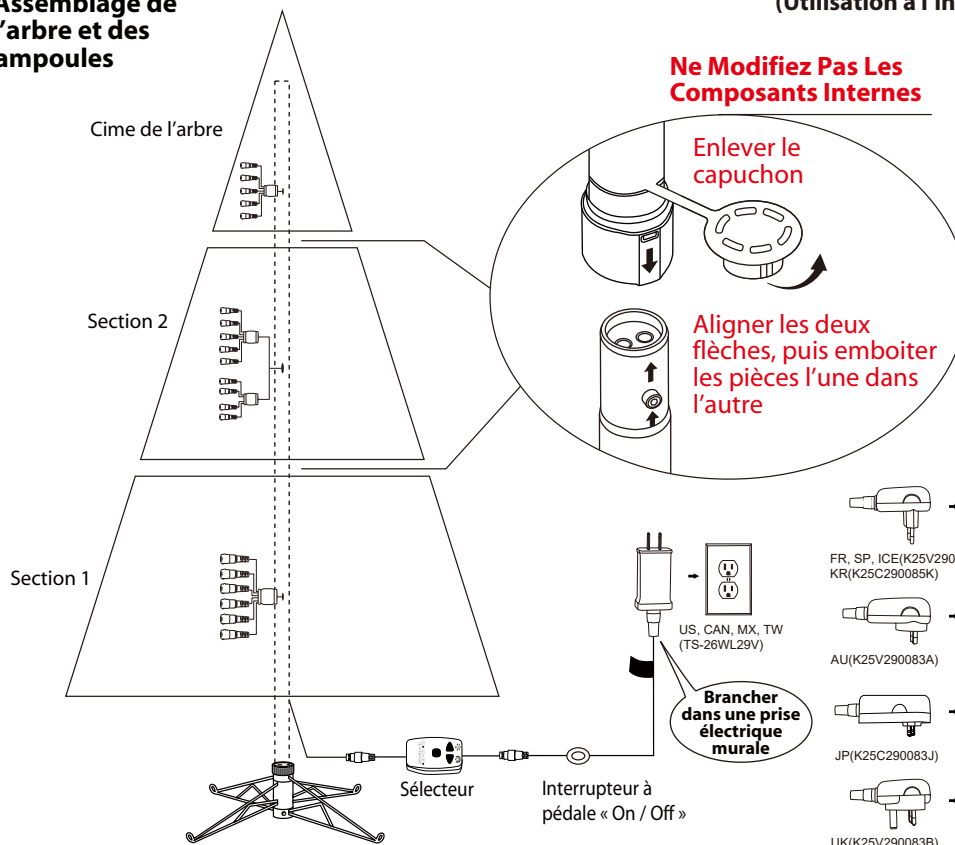 Assemblage de
l'arbre et des
ampoules
(Utilisation à l'in
Ne Modifiez Pas Les
Composants Internes
Cime de l'arbre
Enlever le
capuchon
Section 2
Aligner les deux
flèches, puis emboiter
les pièces l'une dans
l'autre
Section 1
FR, SP, ICE(K25V290
KR(K25C290085K)
US, CAN, MX, TW
(TS-26WL29V)
AU(K25V290083A)
Brancher
dans une prise
électrique
murale
JP(K25C290083J)
Sélecteur
Interrupteur à
pédale « On / Off »
UK(K25V290083B)